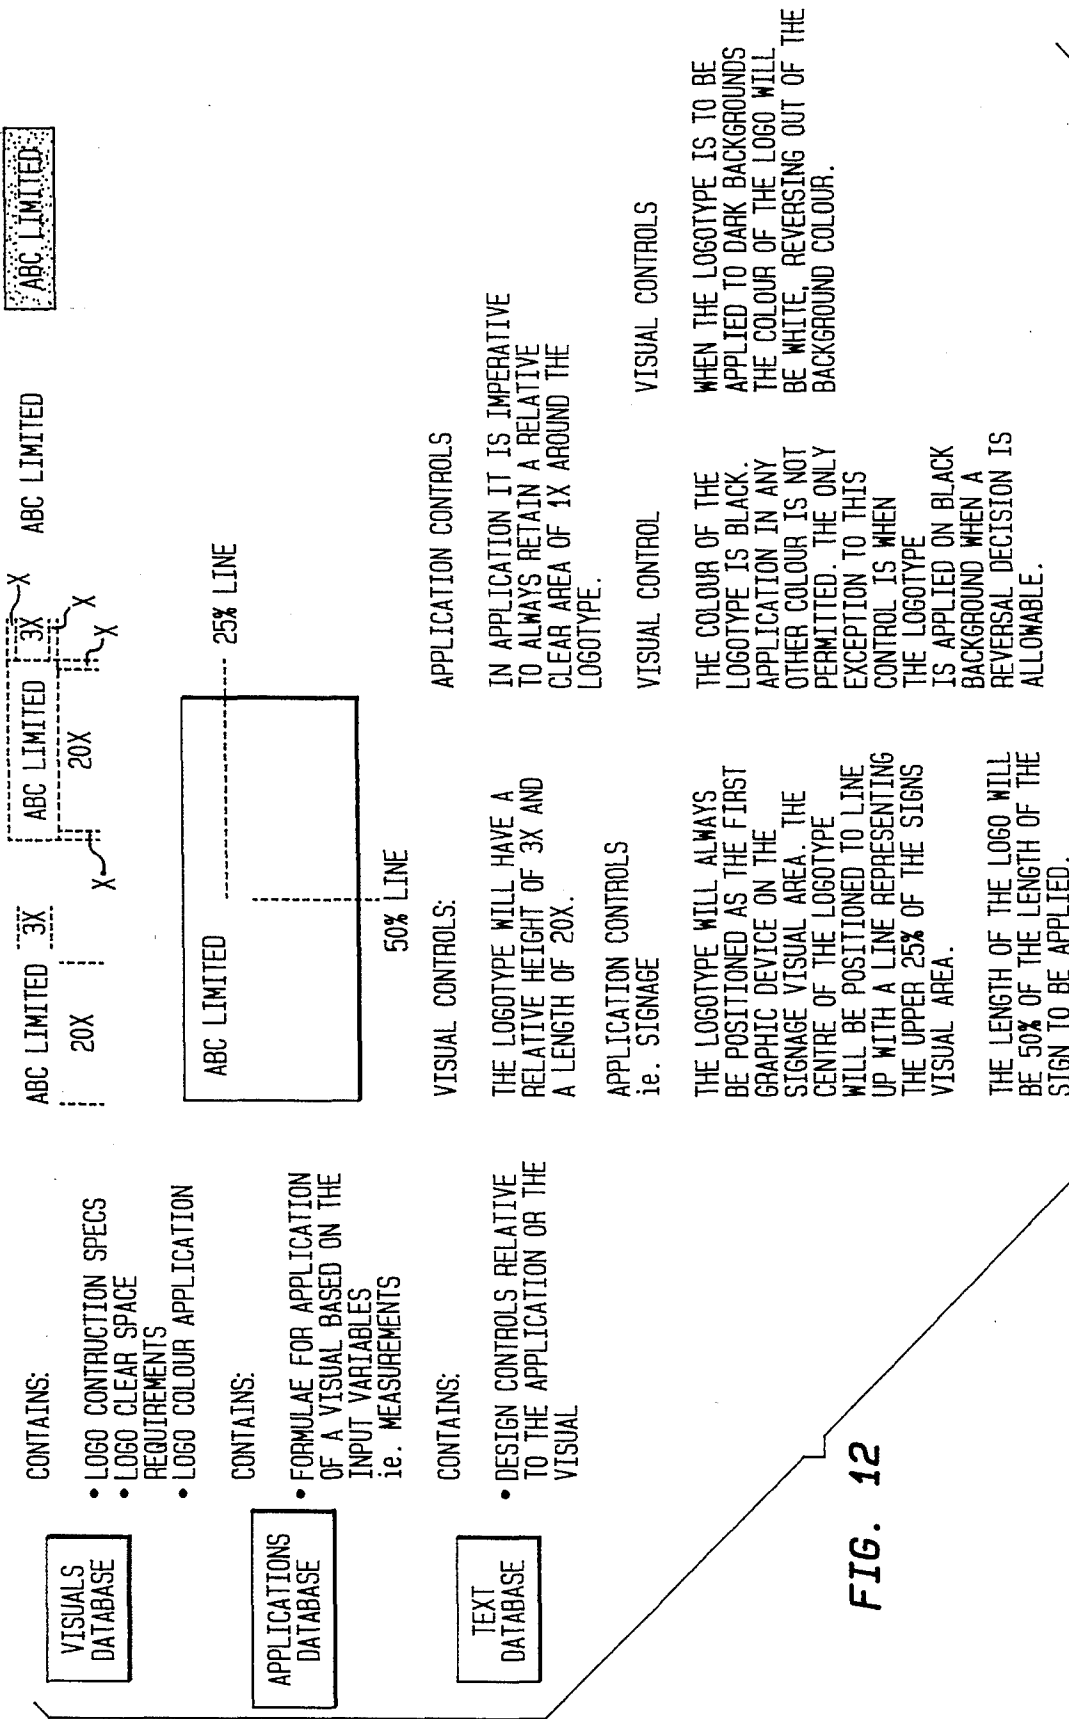 VISUALS
DATABASE
CONTAINS:
• LOGO CONTRUCTION SPECS
• LOGO CLEAR SPACE
REQUIREMENTS
• LOGO COLOUR APPLICATION
ABC LIMITED
3X
20X
ABC LIMITED
3X
20X
X
X
X
X
ABC LIMITED
ABC LIMITED
APPLICATIONS
DATABASE
CONTAINS:
• FORMULAE FOR APPLICATION
OF A VISUAL BASED ON THE
INPUT VARIABLES
ie. MEASUREMENTS
ABC LIMITED
25% LINE
50% LINE
TEXT
DATABASE
CONTAINS:
• DESIGN CONTROLS RELATIVE
TO THE APPLICATION OR THE
VISUAL
VISUAL CONTROLS:
THE LOGOTYPE WILL HAVE A
RELATIVE HEIGHT OF 3X AND
A LENGTH OF 20X.
APPLICATION CONTROLS
IN APPLICATION IT IS IMPERATIVE
TO ALWAYS RETAIN A RELATIVE
CLEAR AREA OF 1X AROUND THE
LOGOTYPE.
APPLICATION CONTROLS
ie. SIGNAGE
THE LOGOTYPE WILL ALWAYS
BE POSITIONED AS THE FIRST
GRAPHIC DEVICE ON THE
SIGNAGE VISUAL AREA. THE
CENTRE OF THE LOGOTYPE
WILL BE POSITIONED TO LINE
UP WITH A LINE REPRESENTING
THE UPPER 25% OF THE SIGNS
VISUAL AREA.
THE LENGTH OF THE LOGO WILL
BE 50% OF THE LENGTH OF THE
SIGN TO BE APPLIED.
VISUAL CONTROL
THE COLOUR OF THE
LOGOTYPE IS BLACK.
APPLICATION IN ANY
OTHER COLOUR IS NOT
PERMITTED. THE ONLY
EXCEPTION TO THIS
CONTROL IS WHEN
THE LOGOTYPE
IS APPLIED ON BLACK
BACKGROUND WHEN A
REVERSAL DECISION IS
ALLOWABLE.
VISUAL CONTROLS
WHEN THE LOGOTYPE IS TO BE
APPLIED TO DARK BACKGROUNDS
THE COLOUR OF THE LOGO WILL
BE WHITE, REVERSING OUT OF THE
BACKGROUND COLOUR.
FIG. 12